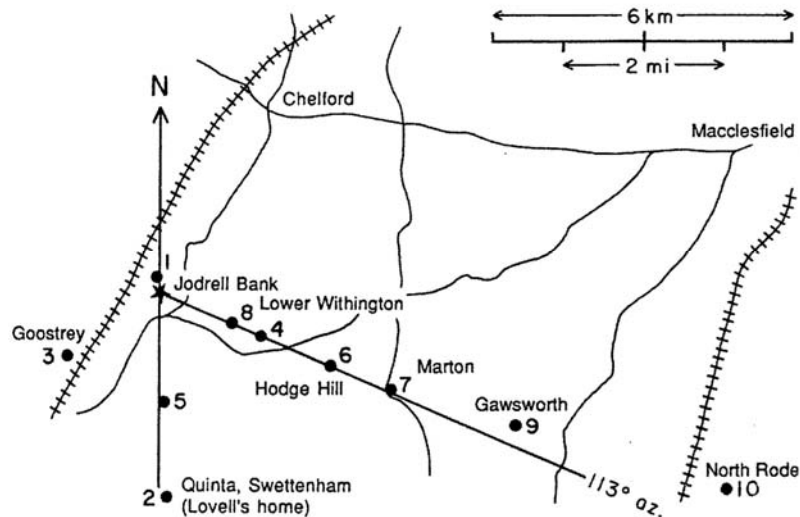 6 km
2 mi
N
Chelford
Macclesfield
1
Jodrell Bank
Lower Withington
8
4
Goostrey
3
6
Marton
7
Hodge Hill
5
Gawsworth
9
113° az.
North Rode
10
2
Quinta, Swettenham
(Lovell's home)